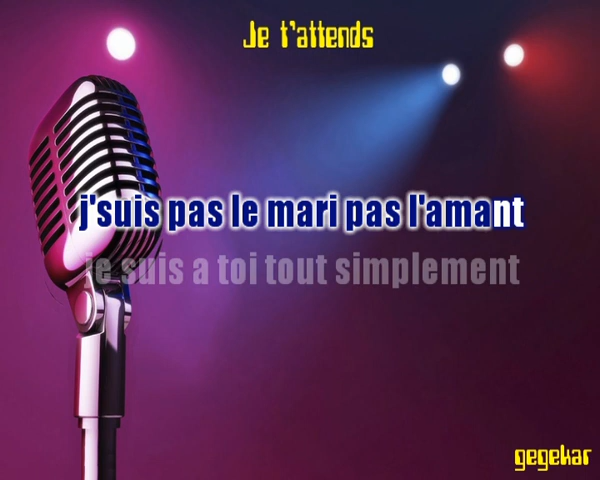 Je t'attends
j'suis pas le mari pas l'amant
je suis a toi tout simplement
gegekar